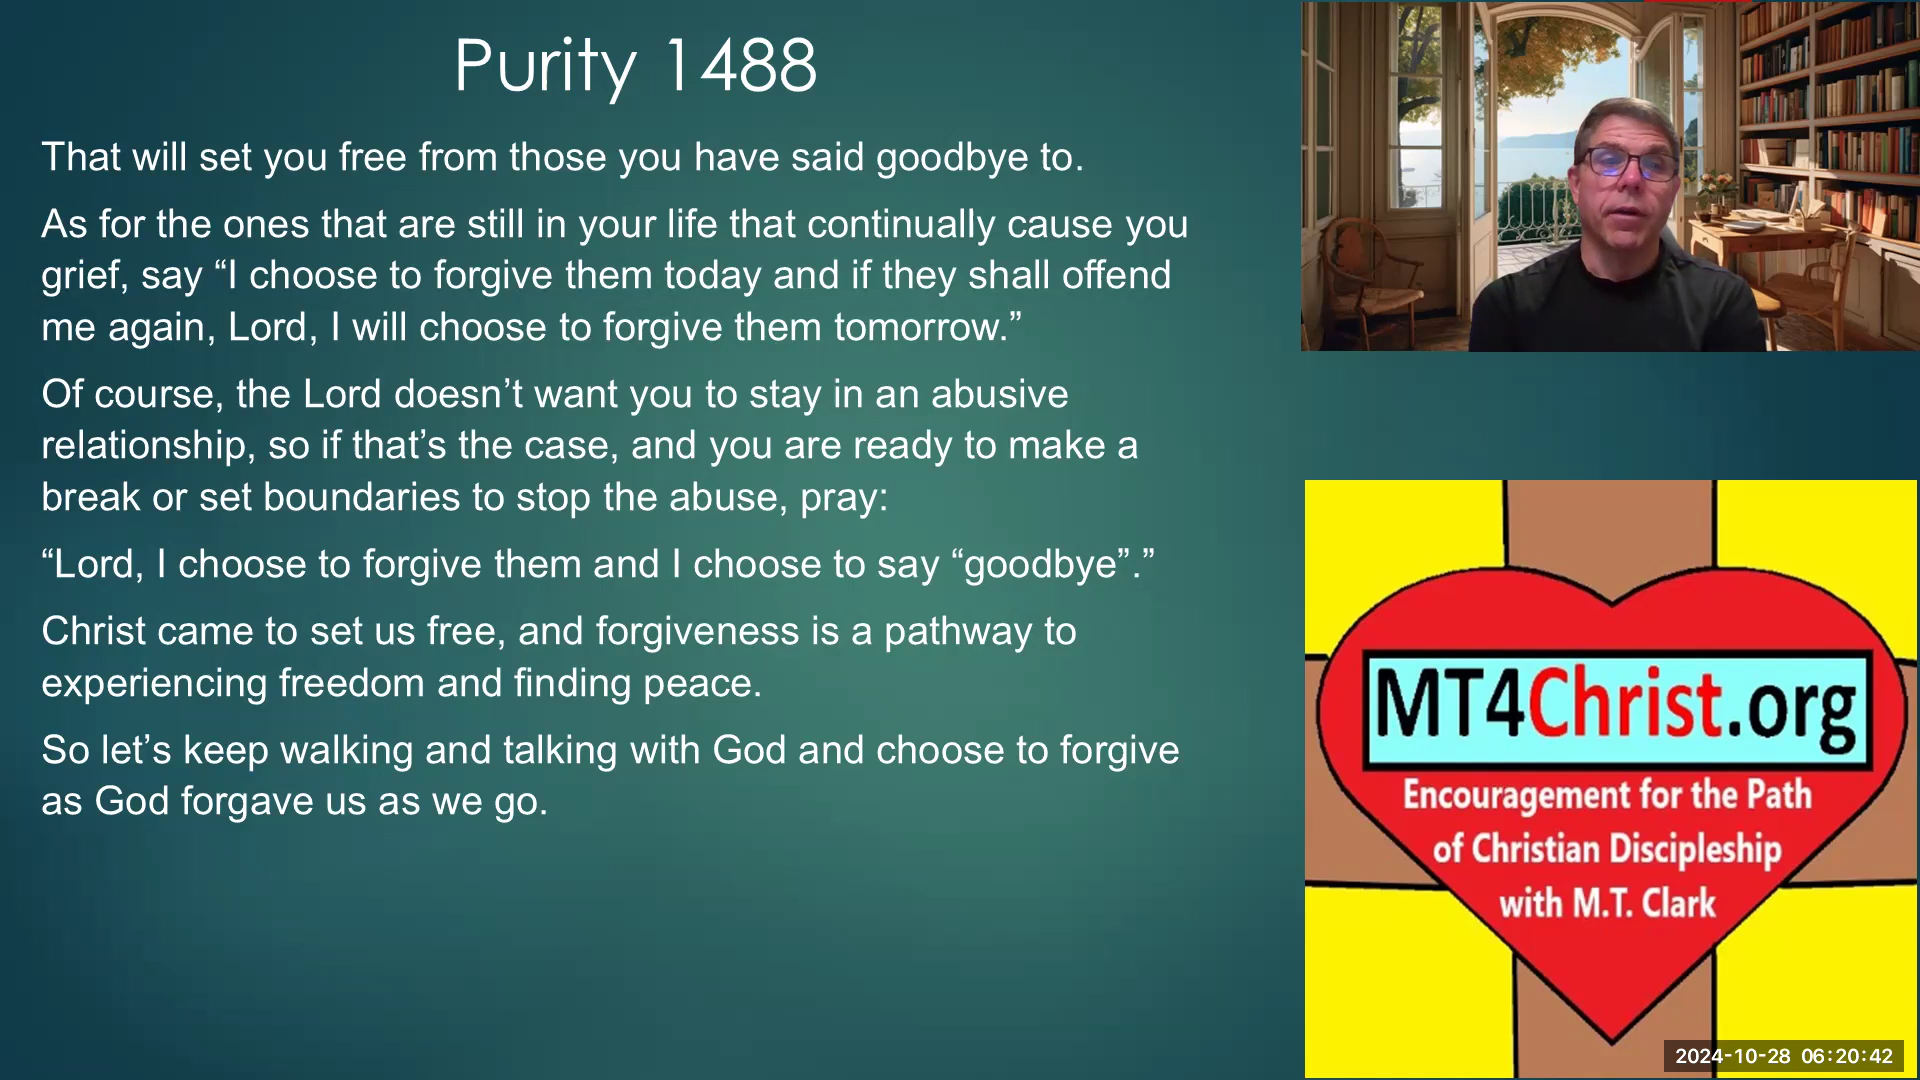 Purity 1488
That will set you free from those you have said goodbye to.
As for the ones that are still in your life that continually cause you
grief, say “I choose to forgive them today and if they shall offend
me again, Lord, I will choose to forgive them tomorrow.”
Of course, the Lord doesn’t want you to stay in an abusive
relationship, so if that’s the case, and you are ready to make a
break or set boundaries to stop the abuse, pray:
“Lord, I choose to forgive them and I choose to say “goodbye”.”
Christ came to set us free, and forgiveness is a pathway to
experiencing freedom and finding peace.
So let’s keep walking and talking with God and choose to forgive
as God forgave us as we go.
MT4Christ.org
Encouragement for the Path
of Christian Discipleship
with M.T. Clark
2024-10-28 06:20:42